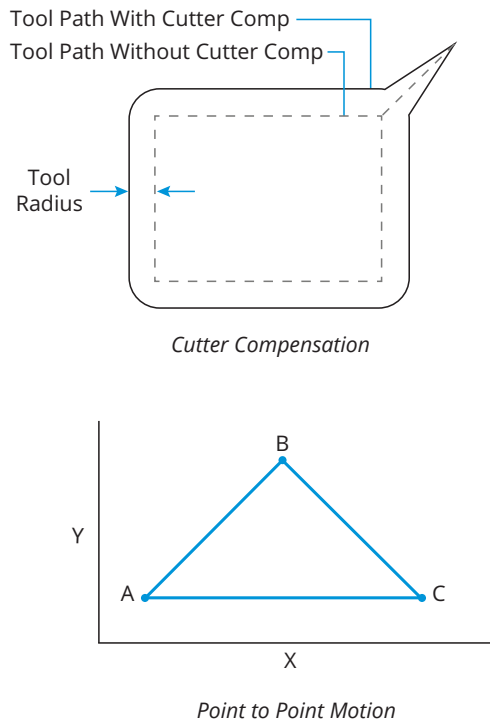 Tool Path With Cutter Comp
Tool Path Without Cutter Comp
Tool
Radius
Cutter Compensation
B
Y
A
C
X
Point to Point Motion